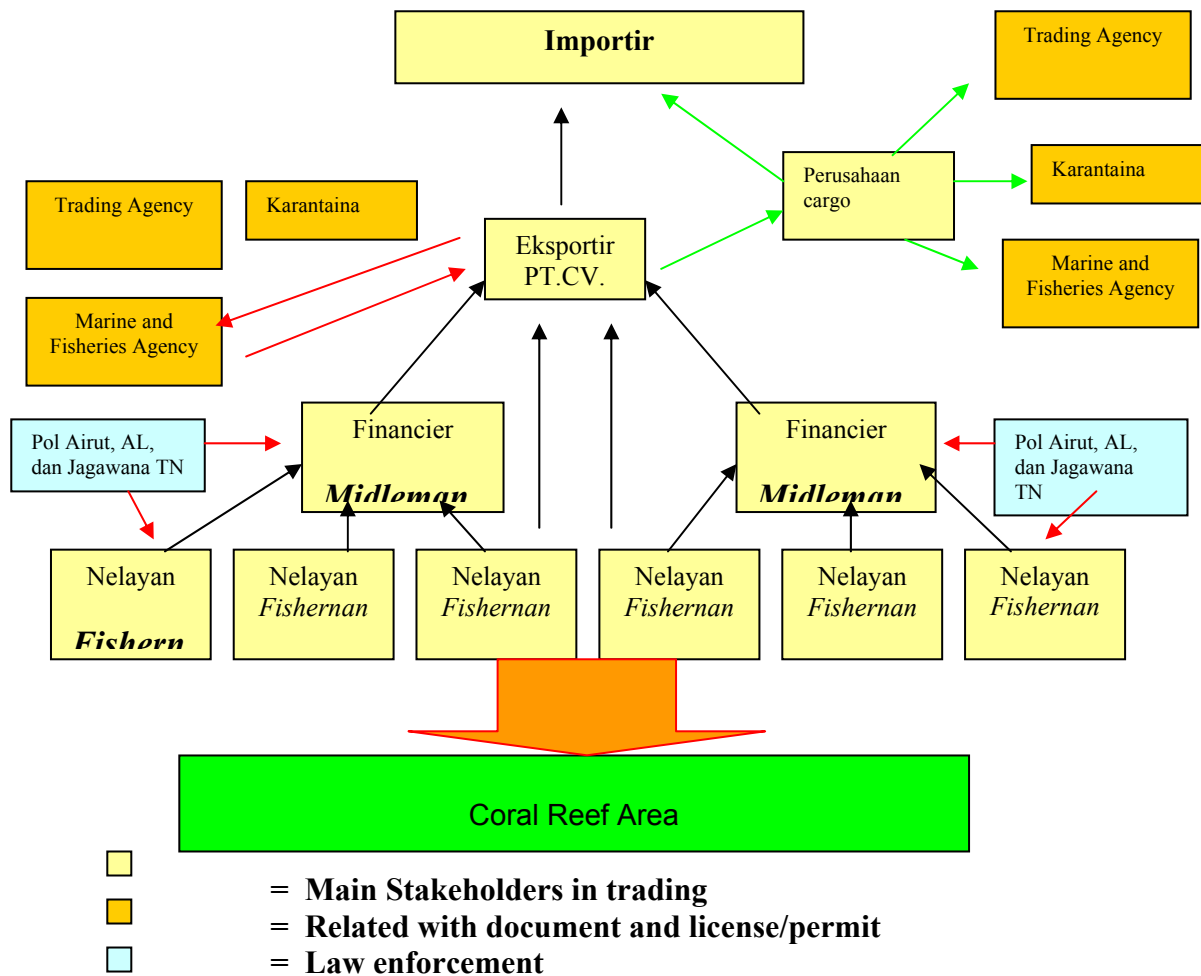 Importir
Trading Agency
Perusahaan
cargo
Karantaina
Marine and
Fisheries Agency
Trading Agency
Karantaina
Eksportir
PT.CV.
Marine and
Fisheries Agency
Pol Airut, AL,
dan Jagawana TN
Financier
Midleman
Financier
Midleman
Pol Airut, AL,
dan Jagawana
TN
Nelayan
Fishern
Nelayan
Fishernan
Nelayan
Fishernan
Nelayan
Fishernan
Nelayan
Fishernan
Nelayan
Fishernan
Coral Reef Area
= Main Stakeholders in trading
= Related with document and license/permit
= Law enforcement